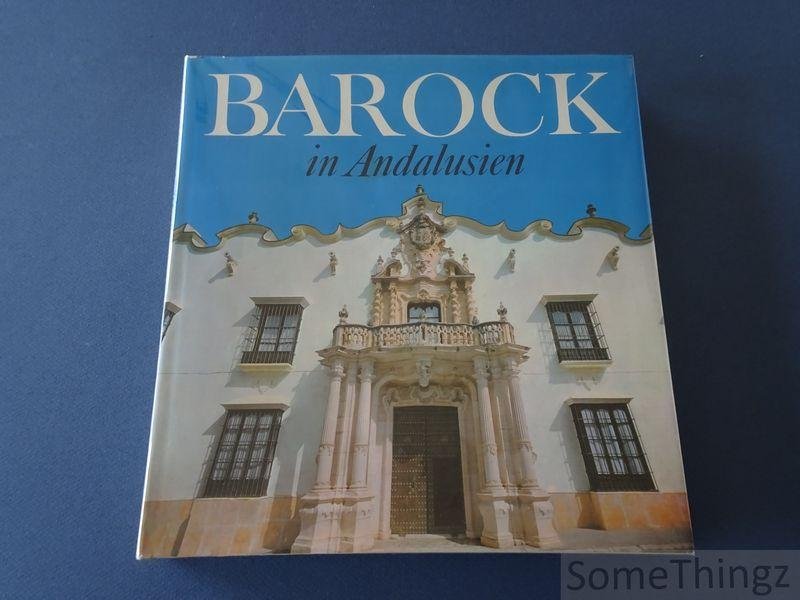 BAROCK
in Andalusien
SomeThingz